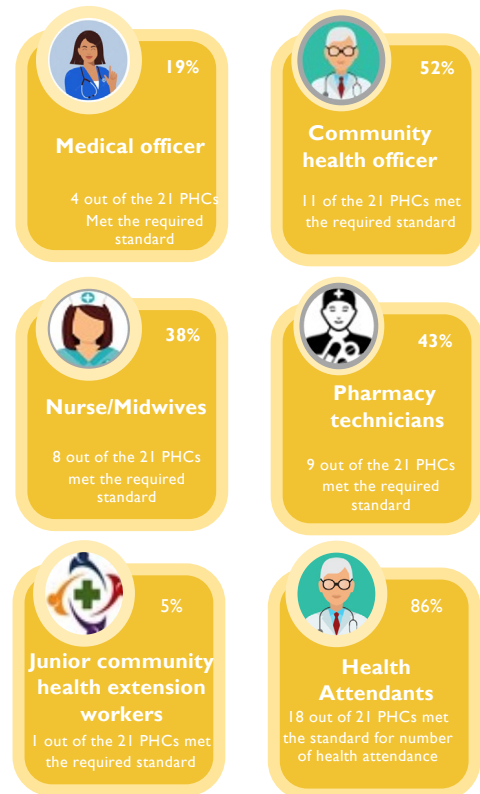 19%
Medical officer
4 out of the 21 PHCs
Met the required
standard
52%
Community
health officer
11 of the 21 PHCs met
the required standard
38%
Nurse/Midwives
8 out of the 21 PHCs
met the required
standard
43%
Pharmacy
technicians
9 out of the 21 PHCs
met the required
standard
5%
Junior community
health extension
workers
1 out of the 21 PHCs met
the required standard
86%
Health
Attendants
18 out of 21 PHCs met
the standard for number
of health attendance